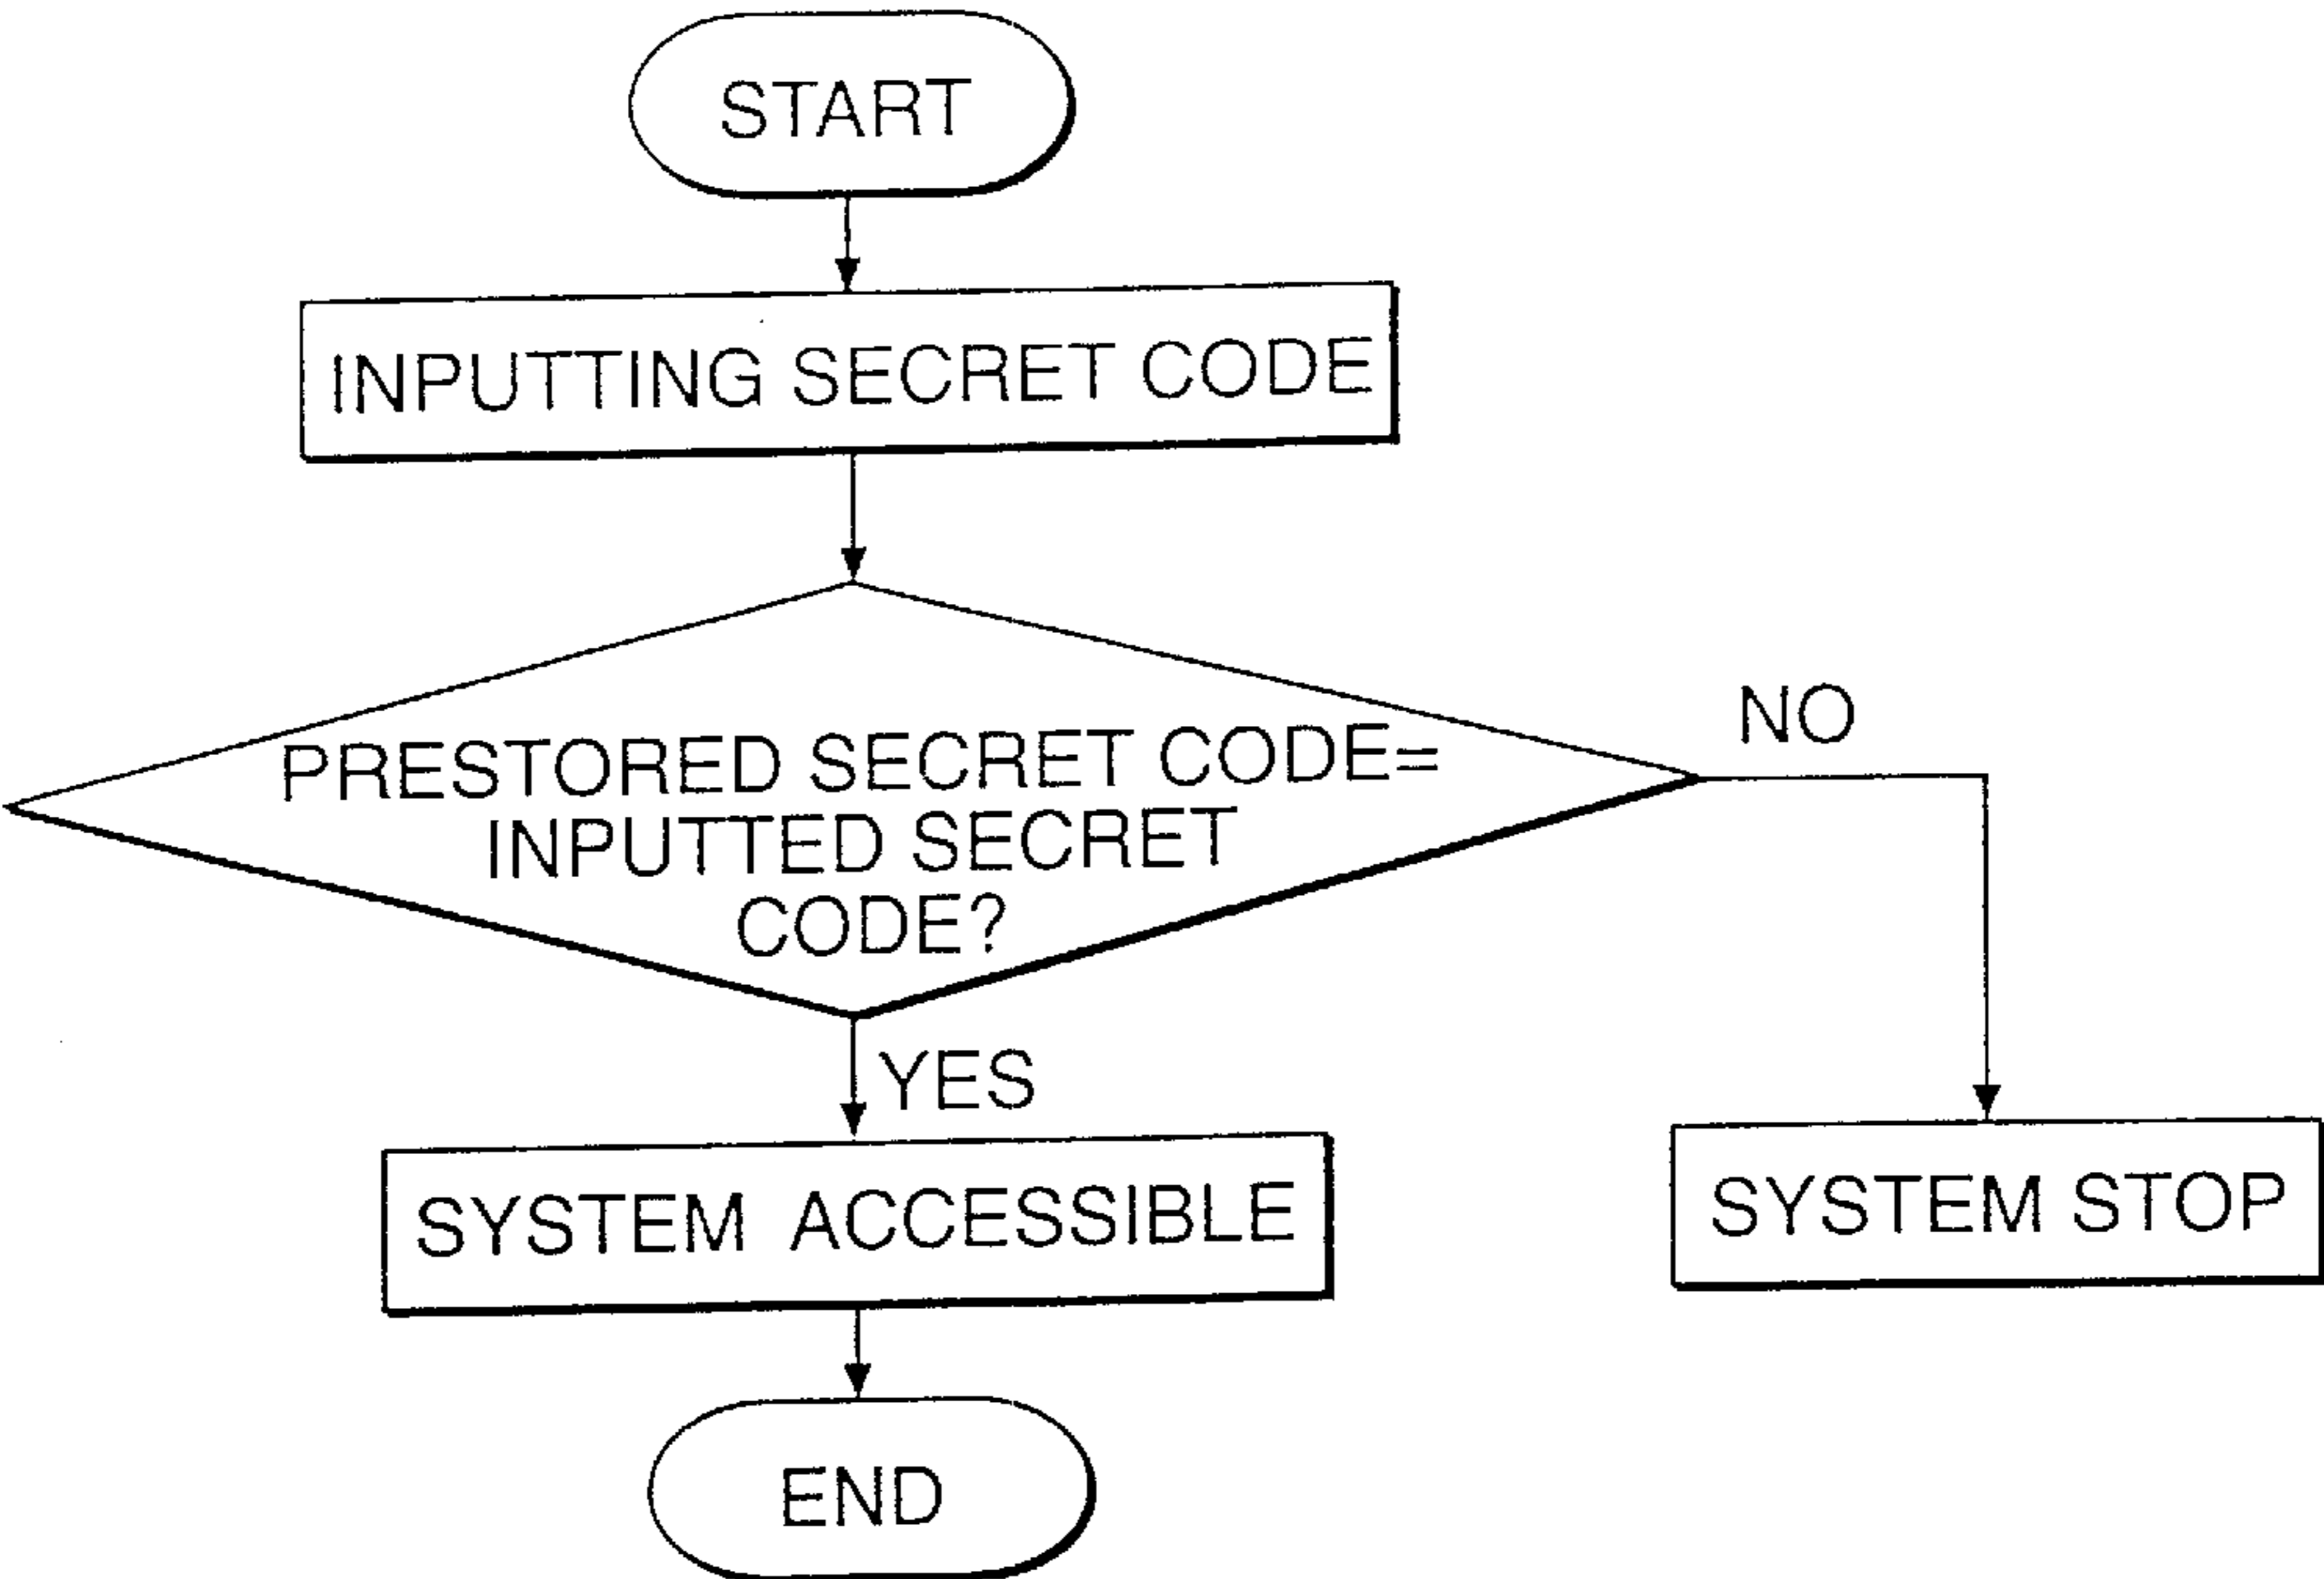 START
INPUTTING SECRET CODE
PRESTORED SECRET CODE=
INPUTTED SECRET
CODE?
NO
YES
SYSTEM ACCESSIBLE
SYSTEM STOP
END